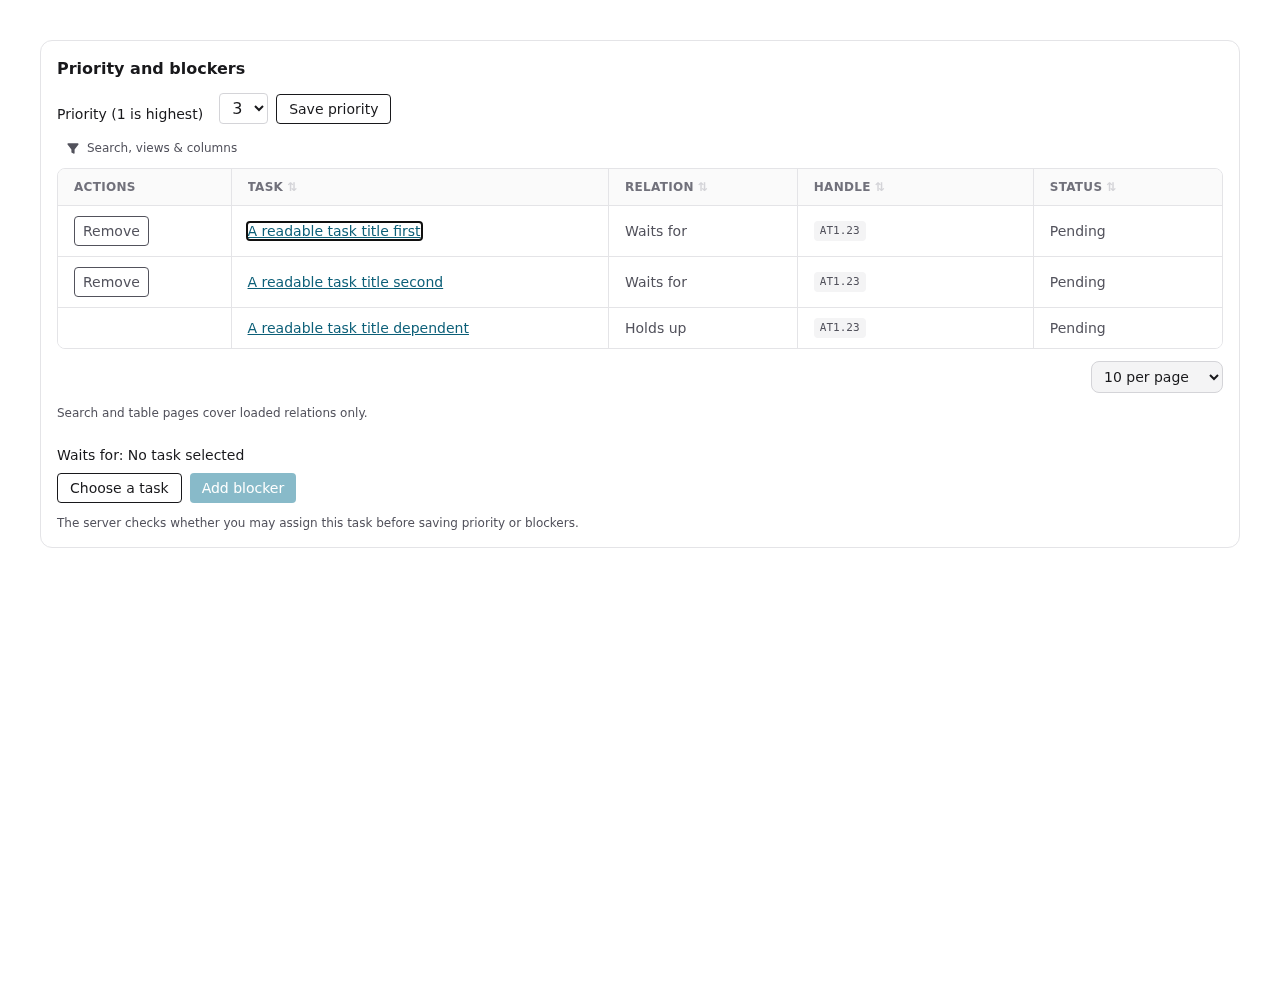 Priority and blockers
Priority (1 is highest) 3 Save priority
Search, views & columns
ACTIONS TASK RELATION HANDLE STATUS
Remove A readable task title first Waits for AT1.23 Pending
Remove A readable task title second Waits for AT1.23 Pending
A readable task title dependent Holds up AT1.23 Pending
10 per page
Search and table pages cover loaded relations only.
Waits for: No task selected
Choose a task Add blocker
The server checks whether you may assign this task before saving priority or blockers.